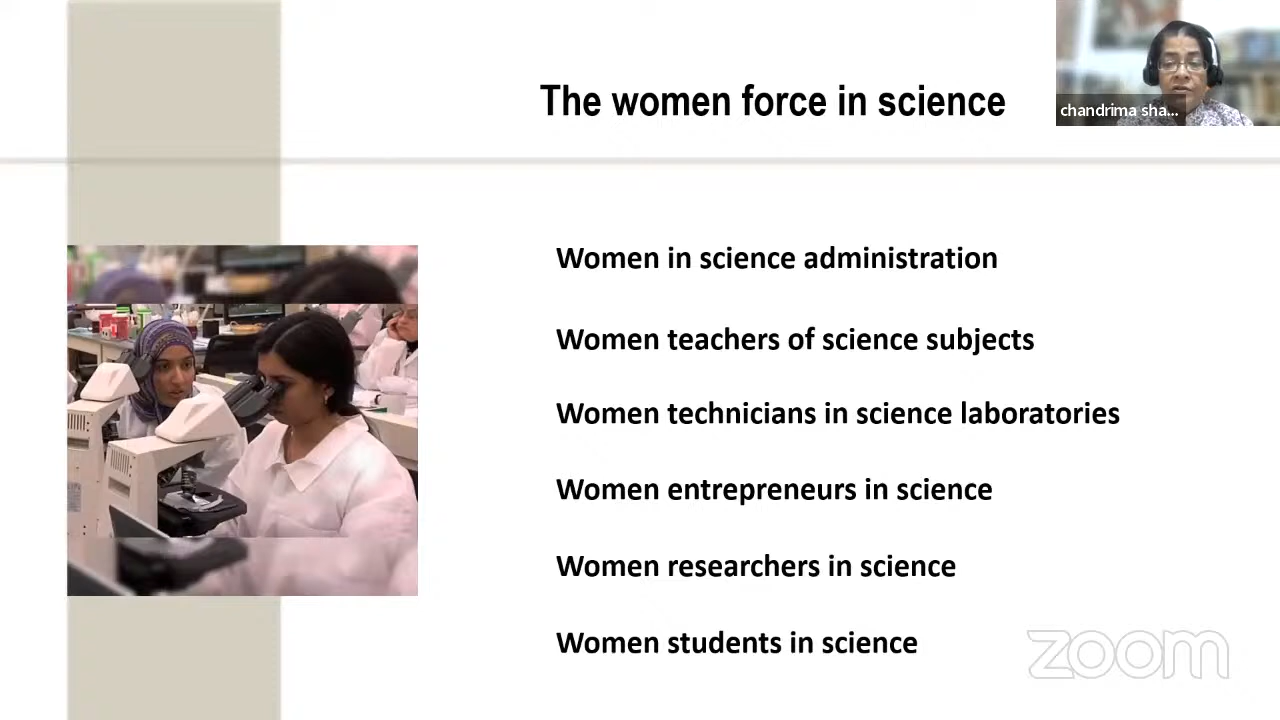 The women force in science
chandrima sha...
Women in science administration
Women teachers of science subjects
Women technicians in science laboratories
Women entrepreneurs in science
Women researchers in science
Women students in science
zoom